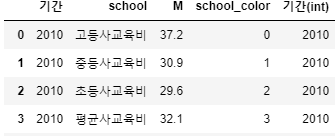 기간 school M school_color 기간(int)
0 2010 고등사교육비 37.2 0 2010
1 2010 중등사교육비 30.9 1 2010
2 2010 초등사교육비 29.6 2 2010
3 2010 평균사교육비 32.1 3 2010